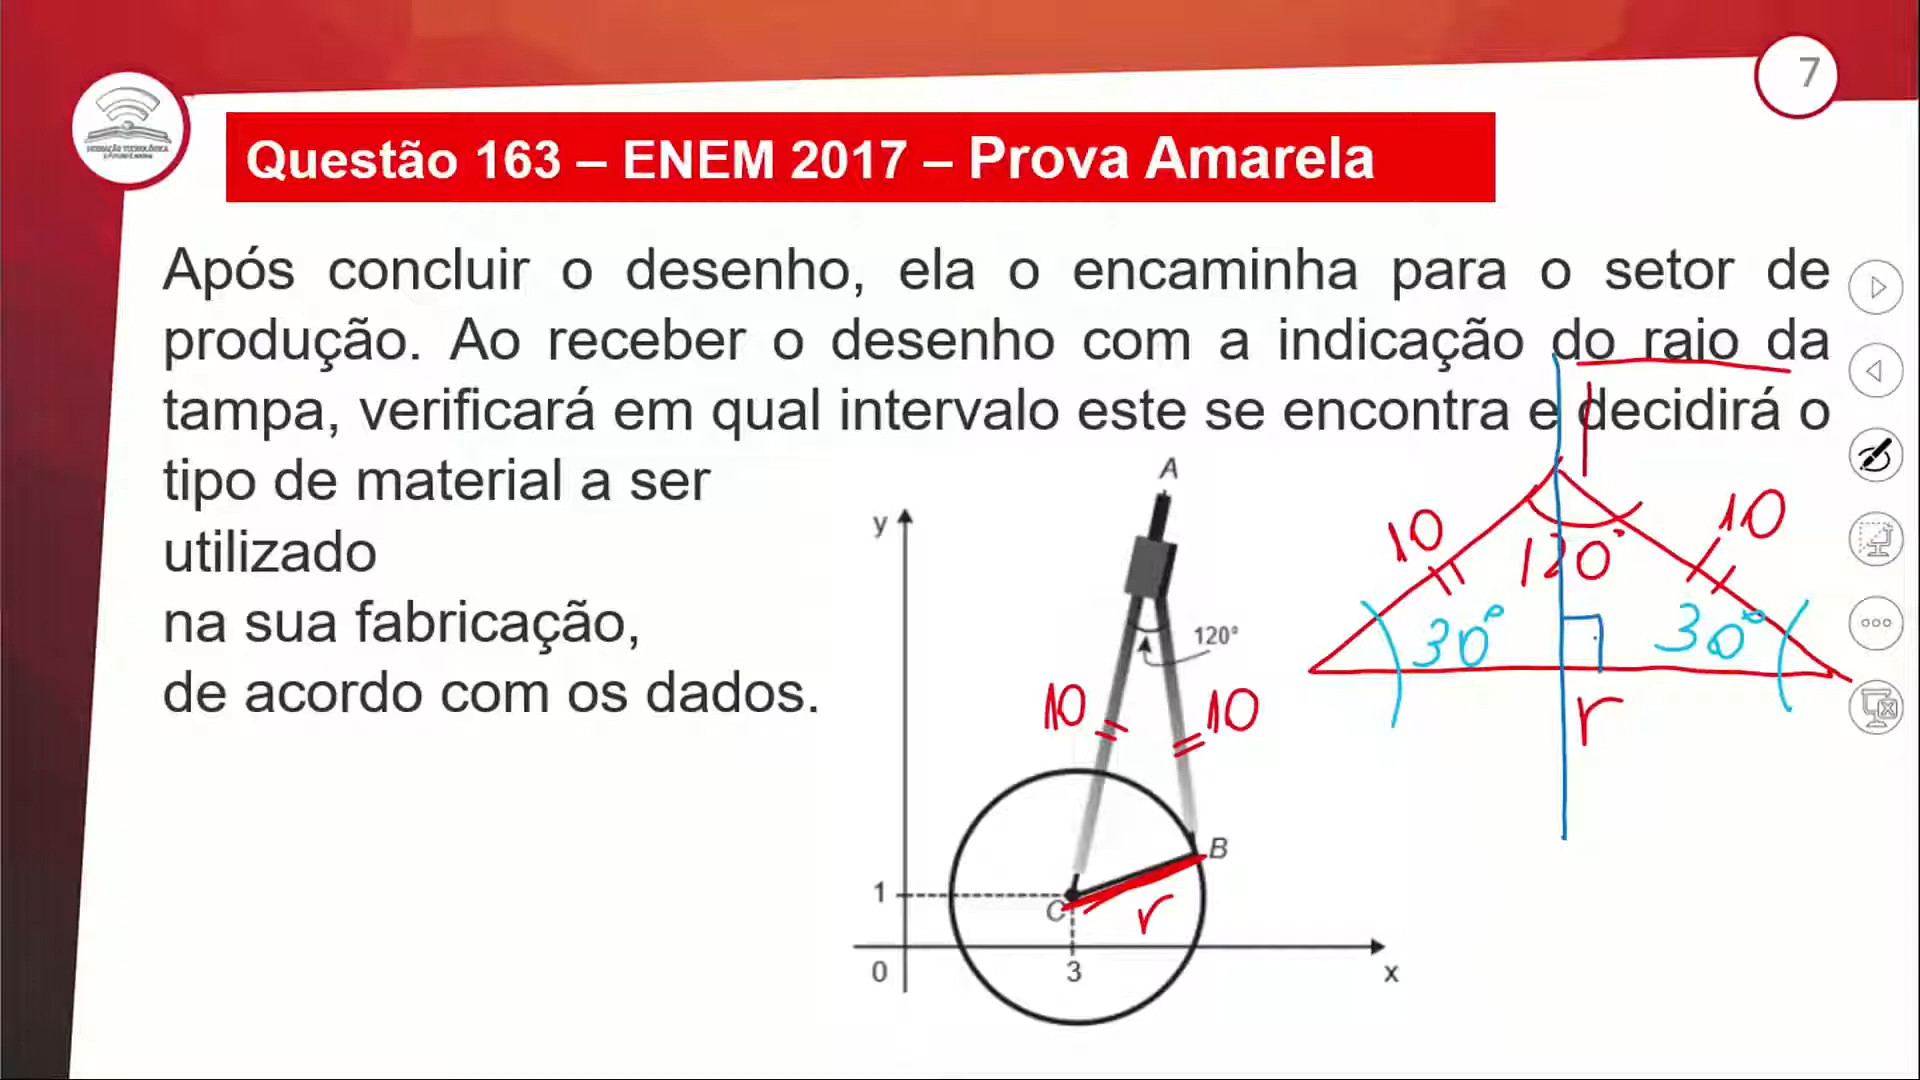 7
Questão 163 – ENEM 2017 – Prova Amarela
Após concluir o desenho, ela o encaminha para o setor de
produção. Ao receber o desenho com a indicação do raio da
tampa, verificará em qual intervalo este se encontra e decidirá o
tipo de material a ser
utilizado
na sua fabricação,
de acordo com os dados.
A
y
120°
10
10
B
1
C
r
0
3
x
10
10
120°
30°
30°
r